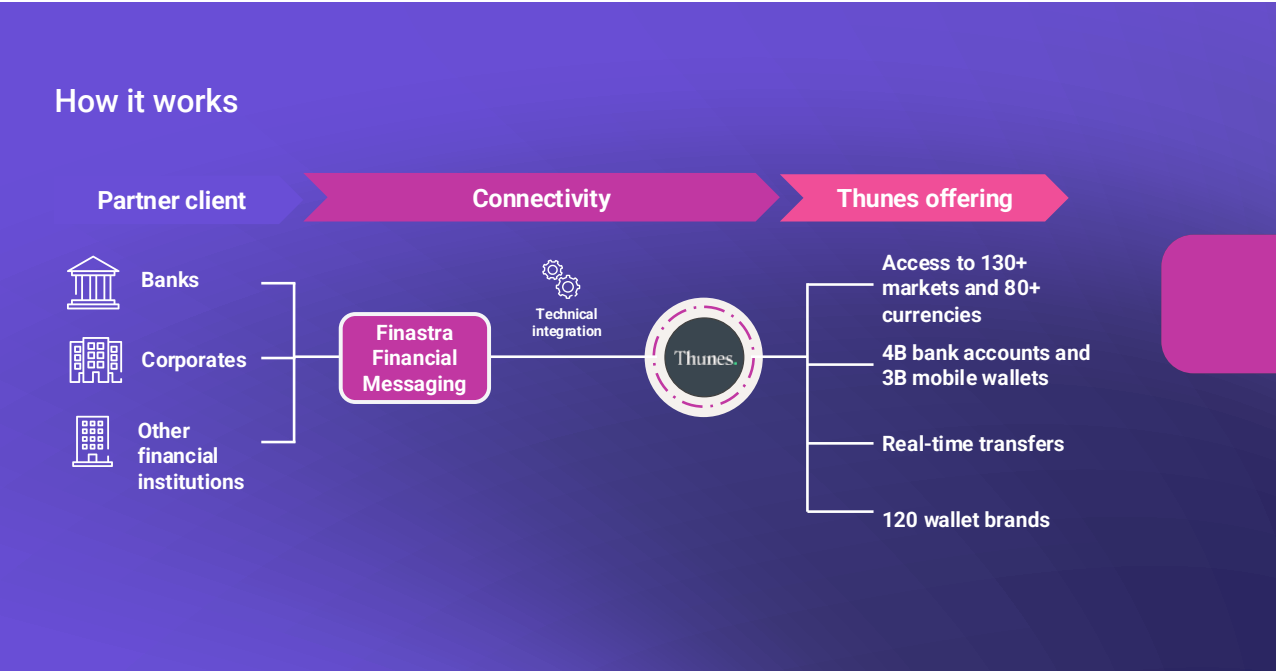 How it works
Partner client
Connectivity
Thunes offering
Banks
Corporates
Other
financial
institutions
Finastra
Financial
Messaging
Technical
integration
Thunes.
Access to 130+
markets and 80+
currencies
4B bank accounts and
3B mobile wallets
Real-time transfers
120 wallet brands